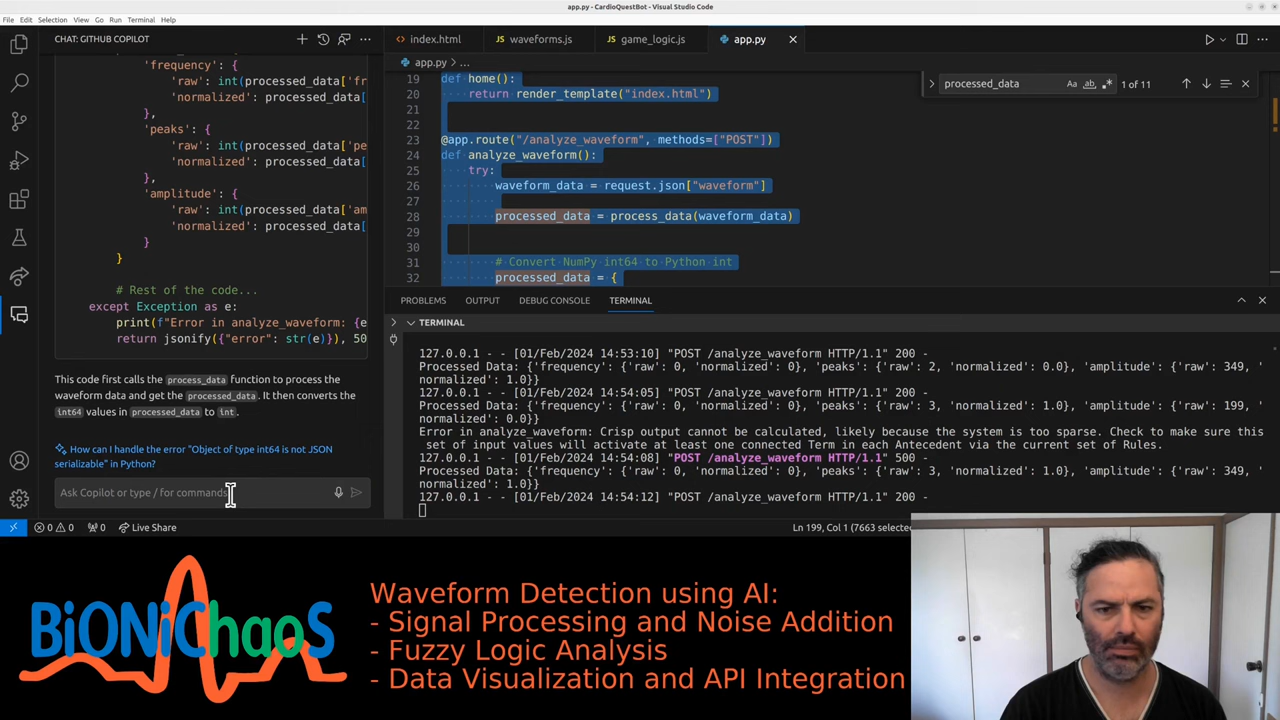 app.py - CardioQuestBot - Visual Studio Code
File Edit Selection View Go Run Terminal Help
CHAT: GITHUB COPILOT
'frequency': {
'raw': int(processed_data['fr
'normalized': processed_data[
},
'peaks': {
'raw': int(processed_data['pe
'normalized': processed_data[
},
'amplitude': {
'raw': int(processed_data['am
'normalized': processed_data[
}
}
# Rest of the code...
except Exception as e:
print(f"Error in analyze_waveform: {e
return jsonify({"error": str(e)}), 50
This code first calls the process_data function to process the
waveform data and get the processed_data. It then converts the
int64 values in processed_data to int.
How can I handle the error "Object of type int64 is not JSON
serializable" in Python?
Ask Copilot or type / for commands
index.html waveforms.js game_logic.js app.py
app.py ...
processed_data Aa ab .* 1 of 11
19 def home():
20 return render_template("index.html")
21
22
23 @app.route("/analyze_waveform", methods=["POST"])
24 def analyze_waveform():
25 try:
26 waveform_data = request.json["waveform"]
27
28 processed_data = process_data(waveform_data)
29
30
31 # Convert NumPy int64 to Python int
32 processed_data = {
PROBLEMS OUTPUT DEBUG CONSOLE TERMINAL
TERMINAL
127.0.0.1 - - [01/Feb/2024 14:53:10] "POST /analyze_waveform HTTP/1.1" 200 -
Processed Data: {'frequency': {'raw': 0, 'normalized': 0}, 'peaks': {'raw': 2, 'normalized': 0.0}, 'amplitude': {'raw': 349, '
normalized': 1.0}}
127.0.0.1 - - [01/Feb/2024 14:54:05] "POST /analyze_waveform HTTP/1.1" 200 -
Processed Data: {'frequency': {'raw': 0, 'normalized': 0}, 'peaks': {'raw': 3, 'normalized': 1.0}, 'amplitude': {'raw': 199, '
normalized': 0.0}}
Error in analyze_waveform: Crisp output cannot be calculated, likely because the system is too sparse. Check to make sure this
set of input values will activate at least one connected Term in each Antecedent via the current set of Rules.
127.0.0.1 - - [01/Feb/2024 14:54:08] "POST /analyze_waveform HTTP/1.1" 500 -
Processed Data: {'frequency': {'raw': 0, 'normalized': 0}, 'peaks': {'raw': 3, 'normalized': 1.0}, 'amplitude': {'raw': 349, '
normalized': 1.0}}
127.0.0.1 - - [01/Feb/2024 14:54:12] "POST /analyze_waveform HTTP/1.1" 200 -
0 0 0 Live Share Ln 199, Col 1 (7663 selected
BiONiChaoS
Waveform Detection using AI:
- Signal Processing and Noise Addition
- Fuzzy Logic Analysis
- Data Visualization and API Integration